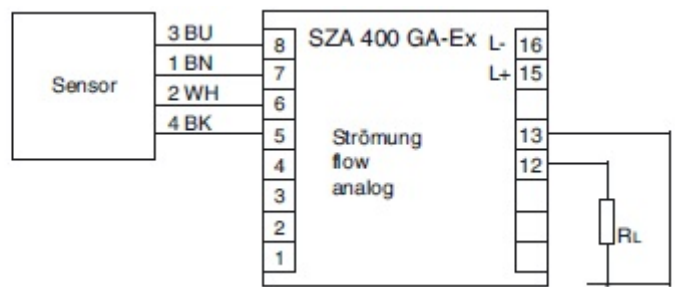 3 BU
1 BN
2 WH
4 BK
Sensor
SZA 400 GA-Ex
L- 16
L+ 15
13
12
8
7
6
5
4
3
2
1
Strömung
flow
analog
RL